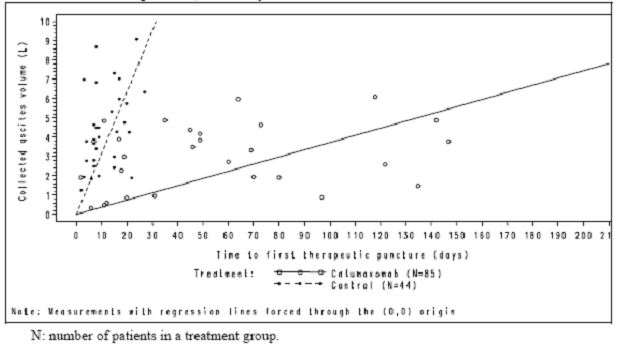 10
9
8
7
6
5
4
3
2
1
0
Collected ascites volume (L)
0 10 20 30 40 50 60 70 80 90 100 110 120 130 140 150 160 170 180 190 200 21
Time to first therapeutic puncture (days)
Treatment: Catumaxomab (N=85)
Control (N=44)
Note: Measurements with regression lines forced through the (0,0) origin
N: number of patients in a treatment group.